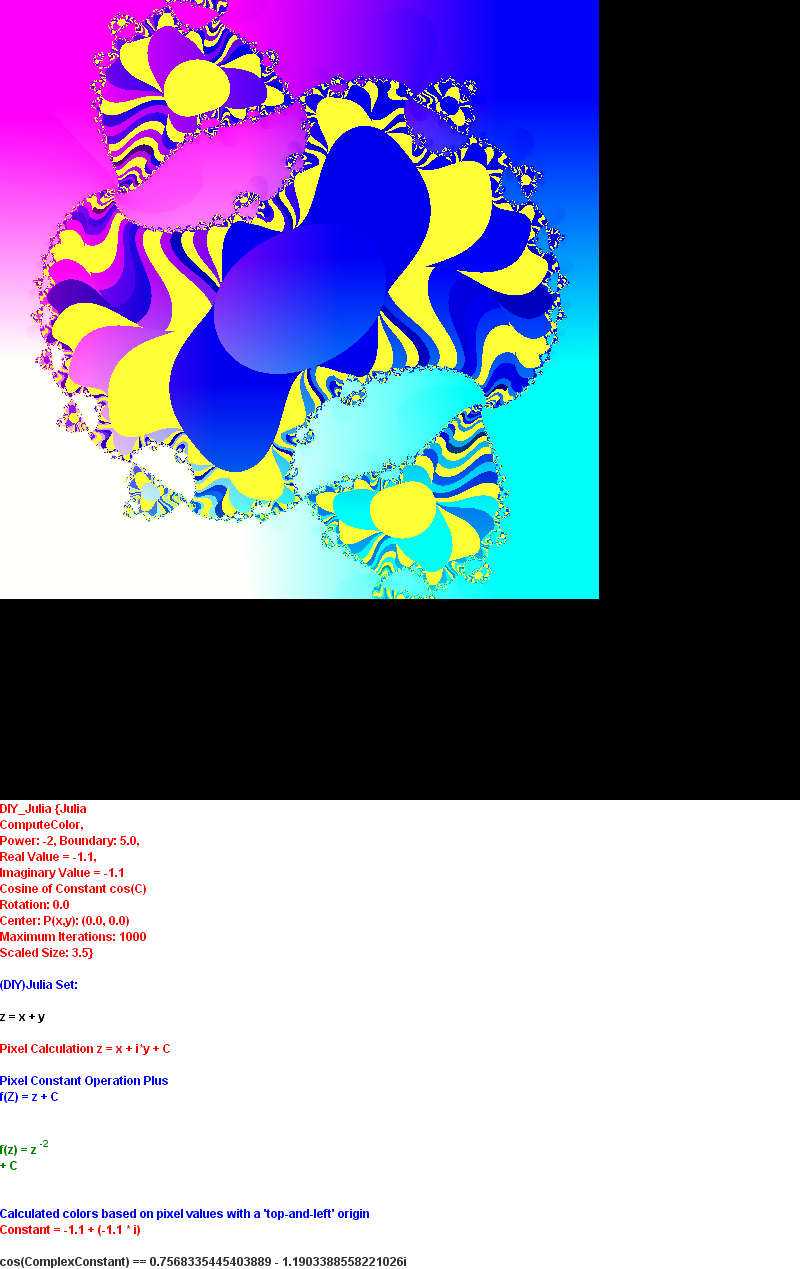 DIY_Julia {Julia
ComputeColor,
Power: -2, Boundary: 5.0,
Real Value = -1.1,
Imaginary Value = -1.1
Cosine of Constant cos(C)
Rotation: 0.0
Center: P(x,y): (0.0, 0.0)
Maximum Iterations: 1000
Scaled Size: 3.5}
(DIY)Julia Set:
z = x + y
Pixel Calculation z = x + i*y + C
Pixel Constant Operation Plus
f(Z) = z + C
f(z) = z -2
+ C
Calculated colors based on pixel values with a 'top-and-left' origin
Constant = -1.1 + (-1.1 * i)
cos(ComplexConstant) == 0.7568335445403889 - 1.1903388558221026i